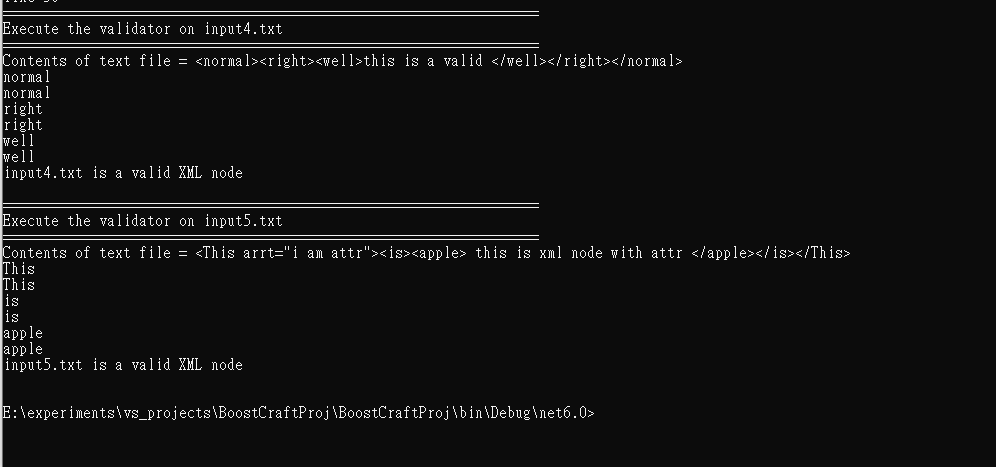 Execute the validator on input4.txt
Contents of text file = <normal><right><well>this is a valid </well></right></normal>
normal
normal
right
right
well
well
input4.txt is a valid XML node
Execute the validator on input5.txt
Contents of text file = <This arrt="i am attr"><is><apple> this is xml node with attr </apple></is></This>
This
This
is
is
apple
apple
input5.txt is a valid XML node
E:\experiments\vs_projects\BoostCraftProj\BoostCraftProj\bin\Debug\net6.0>